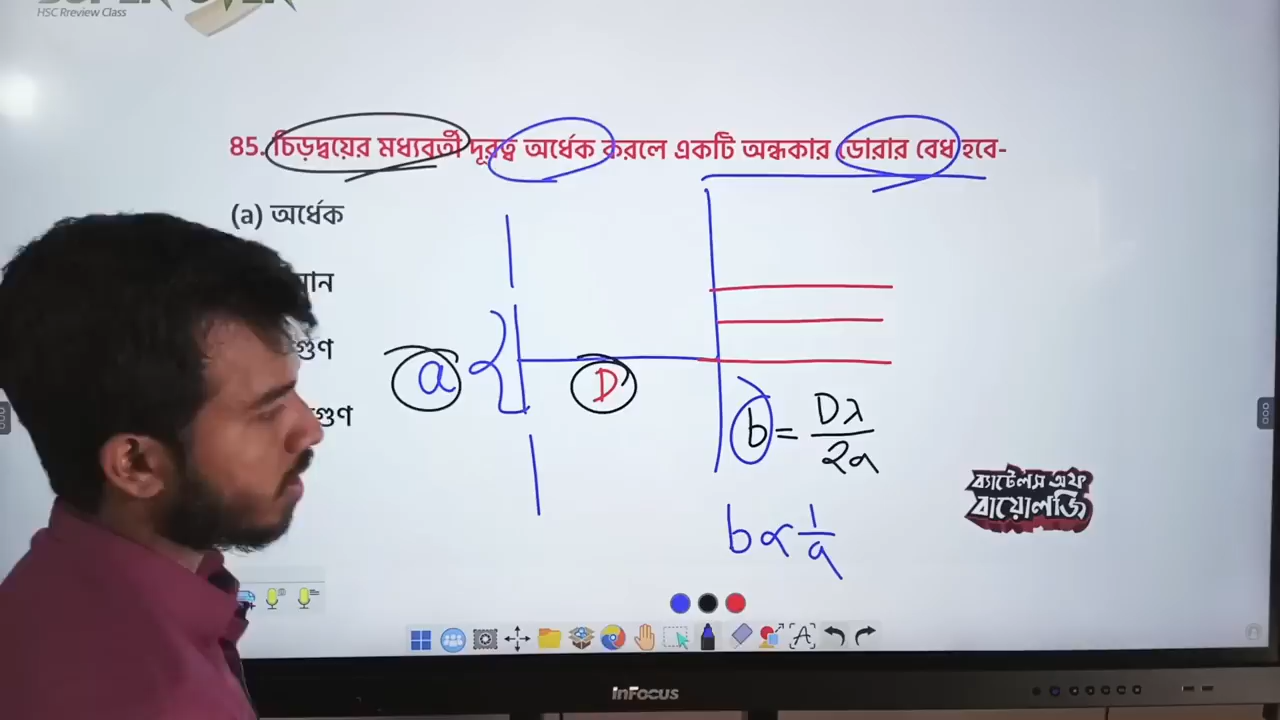 HSC Rreview Class
85. চিড়দ্বয়ের মধ্যবর্তী দূরত্ব অর্ধেক করলে একটি অন্ধকার ডোরার বেধ হবে-
(a) অর্ধেক
গুণ
গুণ
a
D
b = Dλ / 2a
b ∝ 1/a
ব্যাটেলস অফ
বায়োলজি
InFocus